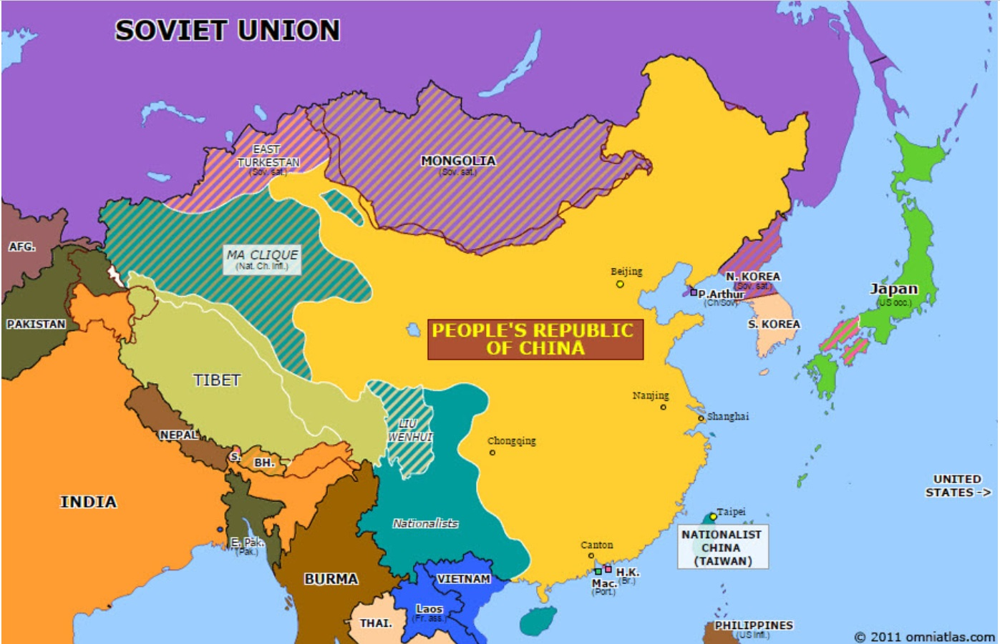 SOVIET UNION
EAST
TURKESTAN
(Sov. sat.)
MONGOLIA
(Sov. sat.)
AFG.
MA CLIQUE
(Nat. Ch. Infl.)
Beijing
N. KOREA
(Sov. sat.)
P.Arthur
(Ch/Sov)
Japan
(US occ.)
PAKISTAN
S. KOREA
PEOPLE'S REPUBLIC
OF CHINA
TIBET
Nanjing
Shanghai
LIU
WENHUI
NEPAL
Chongqing
S.
BH.
UNITED
STATES ->
INDIA
Taipei
Nationalists
NATIONALIST
CHINA
(TAIWAN)
E. Pak.
(Pak.)
Canton
H.K.
(Br.)
Mac.
(Port.)
BURMA
VIETNAM
Laos
(Fr. ass.)
THAI.
PHILIPPINES
(US Infl.)
© 2011 omniatlas.com